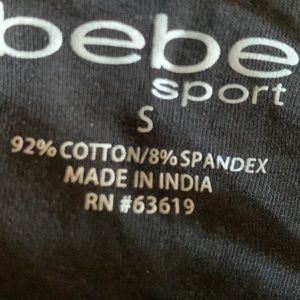 bebe
sport
S
92% COTTON/8% SPANDEX
MADE IN INDIA
RN #63619